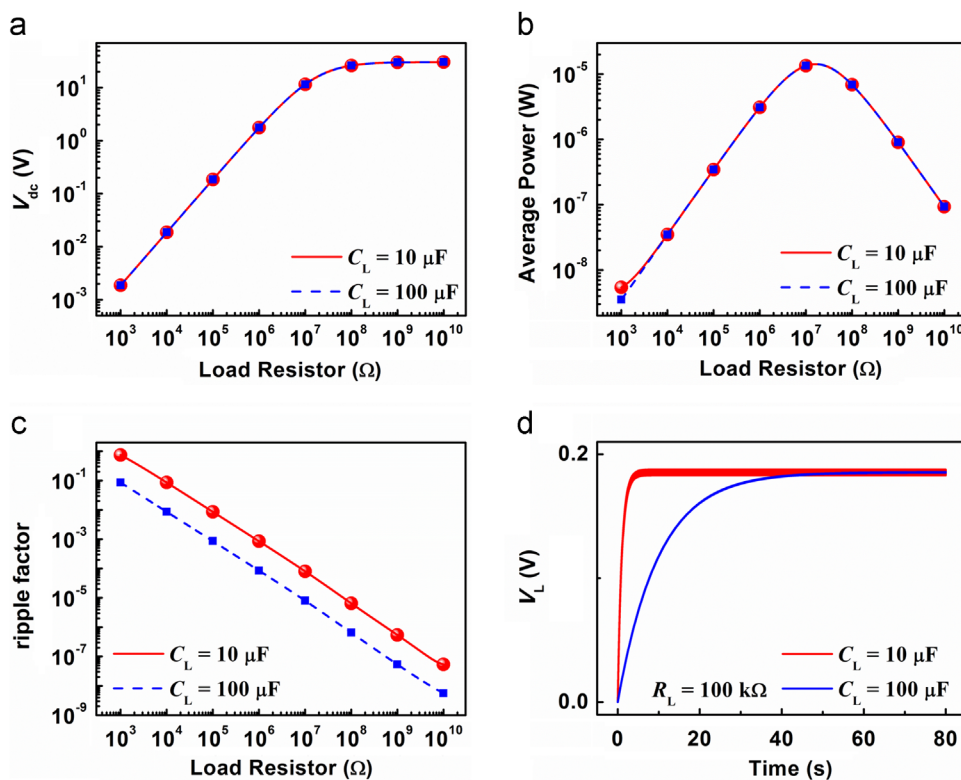 a
V_dc (V)
10^1
10^0
10^-1
10^-2
10^-3
C_L = 10 μF
C_L = 100 μF
10^3 10^4 10^5 10^6 10^7 10^8 10^9 10^10
Load Resistor (Ω)
b
Average Power (W)
10^-5
10^-6
10^-7
10^-8
C_L = 10 μF
C_L = 100 μF
10^3 10^4 10^5 10^6 10^7 10^8 10^9 10^10
Load Resistor (Ω)
c
ripple factor
10^-1
10^-3
10^-5
10^-7
10^-9
C_L = 10 μF
C_L = 100 μF
10^3 10^4 10^5 10^6 10^7 10^8 10^9 10^10
Load Resistor (Ω)
d
V_L (V)
0.2
0.0
C_L = 10 μF
R_L = 100 kΩ
C_L = 100 μF
0 20 40 60 80
Time (s)